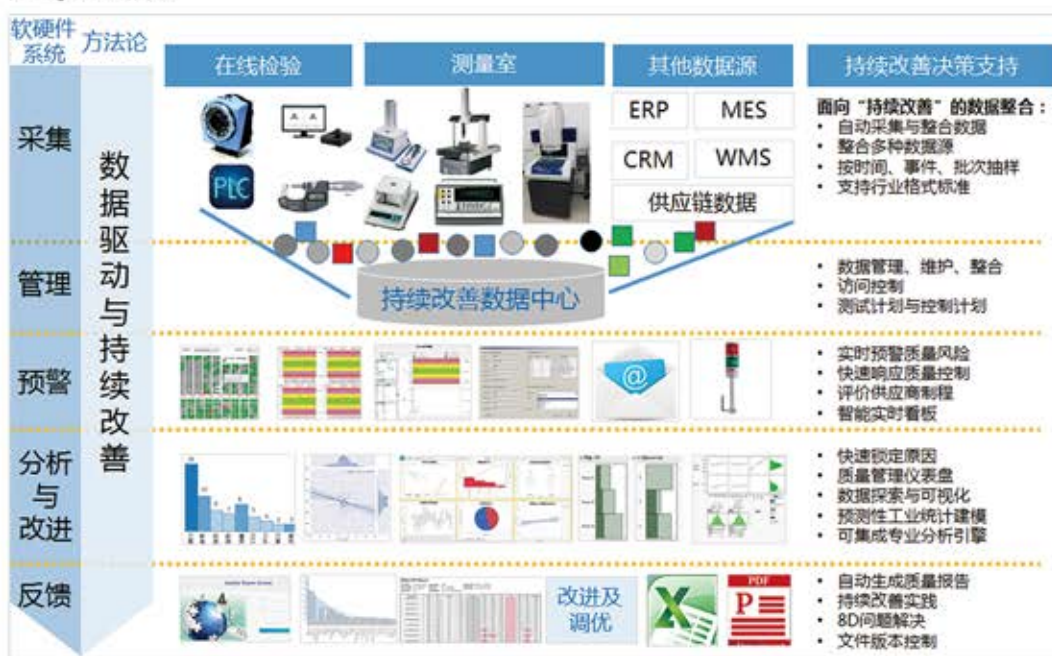 软硬件
系统
方法论
在线检验
测量室
其他数据源
持续改善决策支持
采集
数据驱动与持续改善
PLC
ERP
MES
CRM
WMS
供应链数据
面向“持续改善”的数据整合：
• 自动采集与整合数据
• 整合多种数据源
• 按时间、事件、批次抽样
• 支持行业格式标准
管理
持续改善数据中心
• 数据管理、维护、整合
• 访问控制
• 测试计划与控制计划
预警
@
• 实时预警质量风险
• 快速响应质量控制
• 评价供应商制程
• 智能实时看板
分析
与
改进
• 快速锁定原因
• 质量管理仪表盘
• 数据探索与可视化
• 预测性工业统计建模
• 可集成专业分析引擎
反馈
改进及
调优
X
PDF
P
• 自动生成质量报告
• 持续改善实践
• 8D问题解决
• 文件版本控制